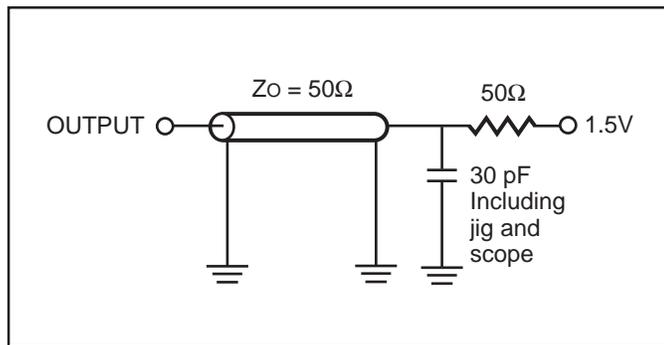 ZO = 50Ω
50Ω
OUTPUT
1.5V
30 pF
Including
jig and
scope